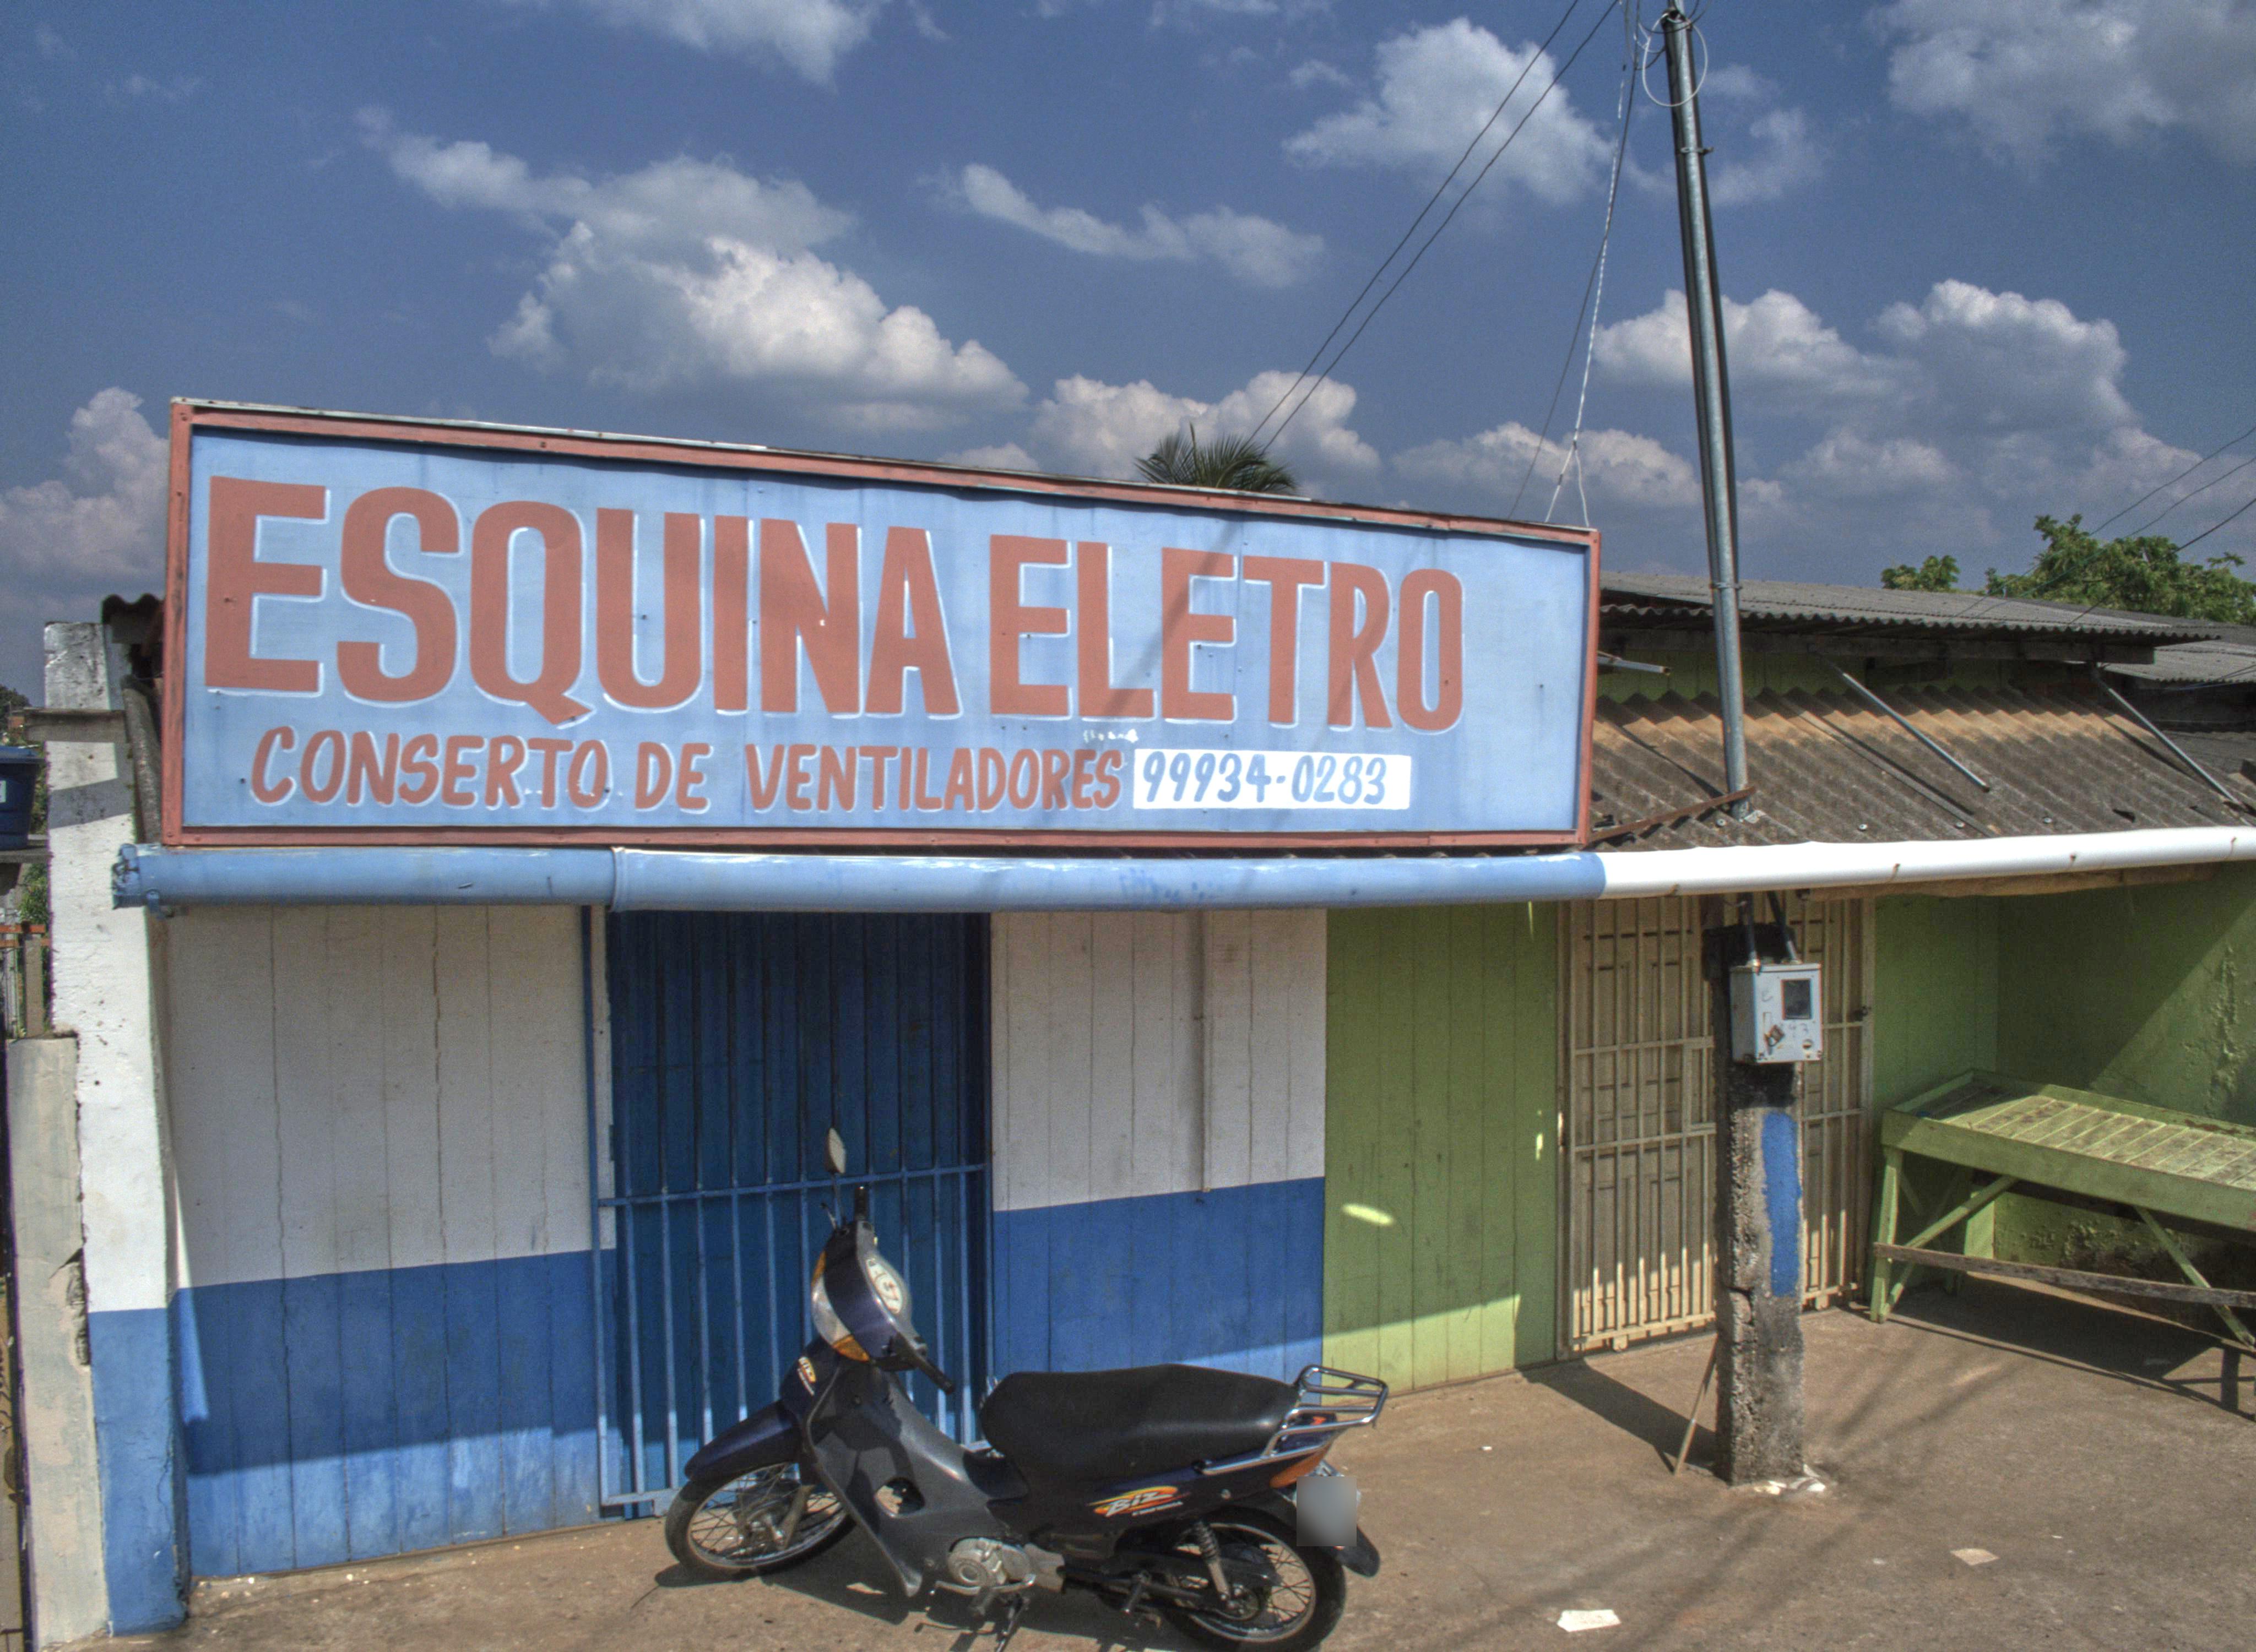 ESQUINA ELETRO
CONSERTO DE VENTILADORES 99934-0283
Biz